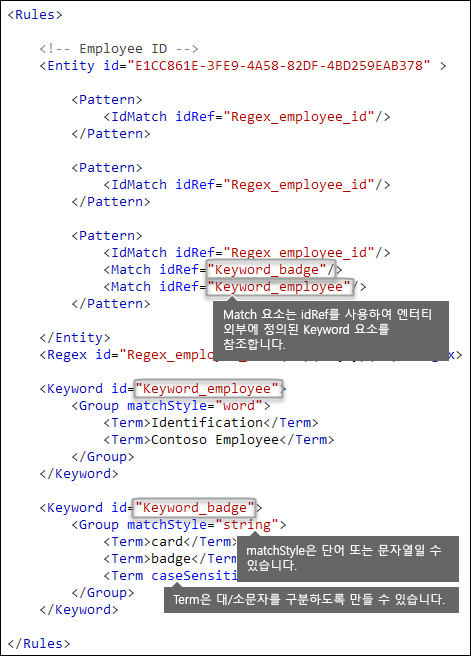 <Rules>
<!-- Employee ID -->
<Entity id="E1CC861E-3FE9-4A58-82DF-4BD259EAB378" >
<Pattern>
<IdMatch idRef="Regex_employee_id"/>
</Pattern>
<Pattern>
<IdMatch idRef="Regex_employee_id"/>
</Pattern>
<Pattern>
<IdMatch idRef="Regex_employee_id"/>
<Match idRef="Keyword_badge"/>
<Match idRef="Keyword_employee"/>
</Pattern>
Match 요소는 idRef를 사용하여 엔터티
외부에 정의된 Keyword 요소를
참조합니다.
</Entity>
<Regex id="Regex_employ
<Keyword id="Keyword_employee">
<Group matchStyle="word">
<Term>Identification</Term>
<Term>Contoso Employee</Term>
</Group>
</Keyword>
<Keyword id="Keyword_badge">
<Group matchStyle="string">
<Term>card</Term>
<Term>badge</Term
<Term caseSensiti
matchStyle은 단어 또는 문자열일 수
있습니다.
Term은 대/소문자를 구분하도록 만들 수 있습니다.
</Group>
</Keyword>
</Rules>